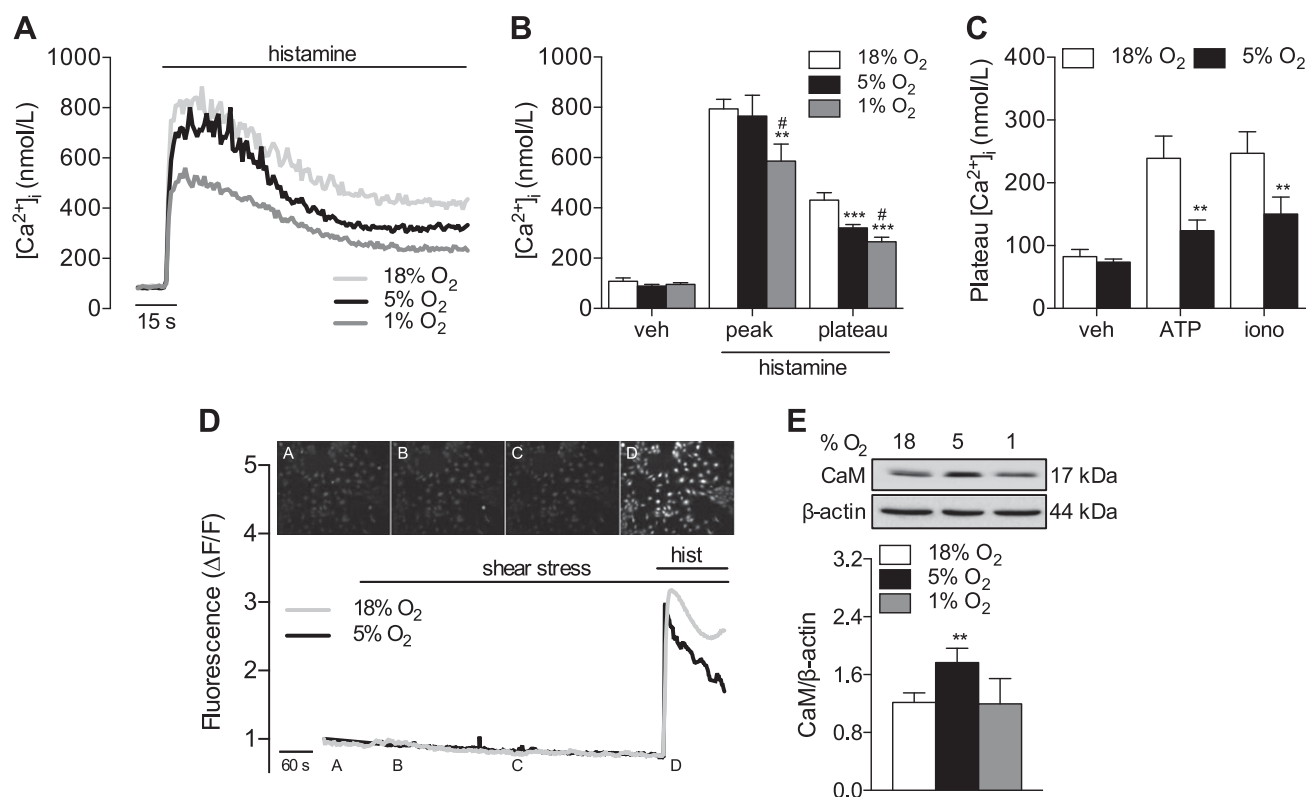 A
histamine
[Ca²⁺]ᵢ (nmol/L)
1000
800
600
400
200
0
15 s
18% O₂
5% O₂
1% O₂
B
[Ca²⁺]ᵢ (nmol/L)
1000
800
600
400
200
0
18% O₂
5% O₂
1% O₂
#
**
***
#
***
veh
peak
plateau
histamine
C
Plateau [Ca²⁺]ᵢ (nmol/L)
400
300
200
100
0
18% O₂
5% O₂
**
**
veh
ATP
iono
D
Fluorescence (ΔF/F)
5
4
3
2
1
A
B
C
D
hist
shear stress
18% O₂
5% O₂
60 s
A
B
C
D
E
% O₂
18
5
1
CaM
17 kDa
β-actin
44 kDa
CaM/β-actin
3.2
2.4
1.6
0.8
0.0
18% O₂
5% O₂
1% O₂
**